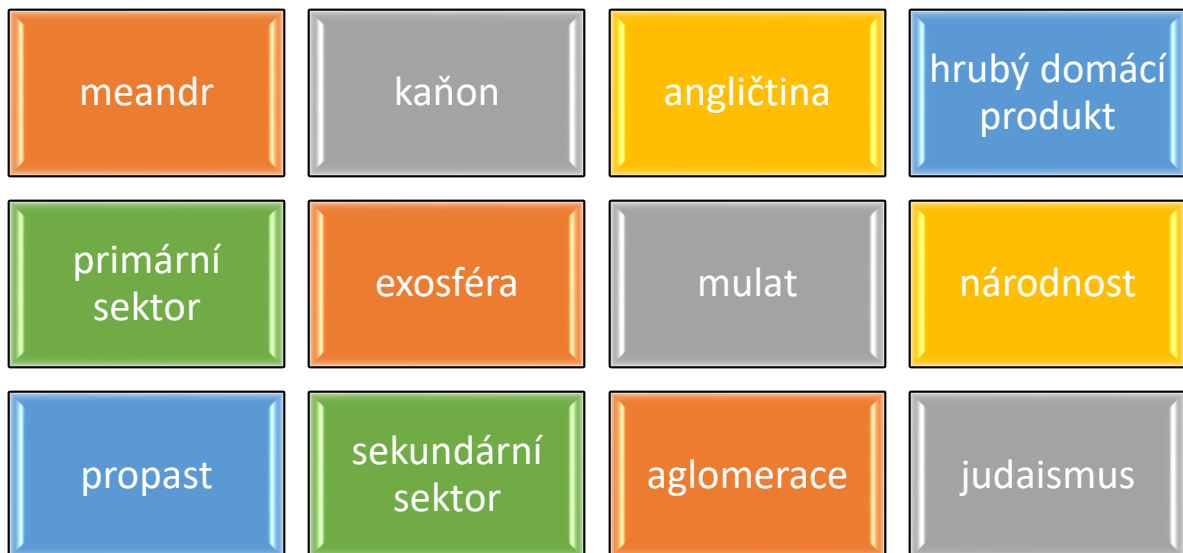 meandr
kaňon
angličtina
hrubý domácí
produkt
primární
sektor
exosféra
mulat
národnost
propast
sekundární
sektor
aglomerace
judaismus